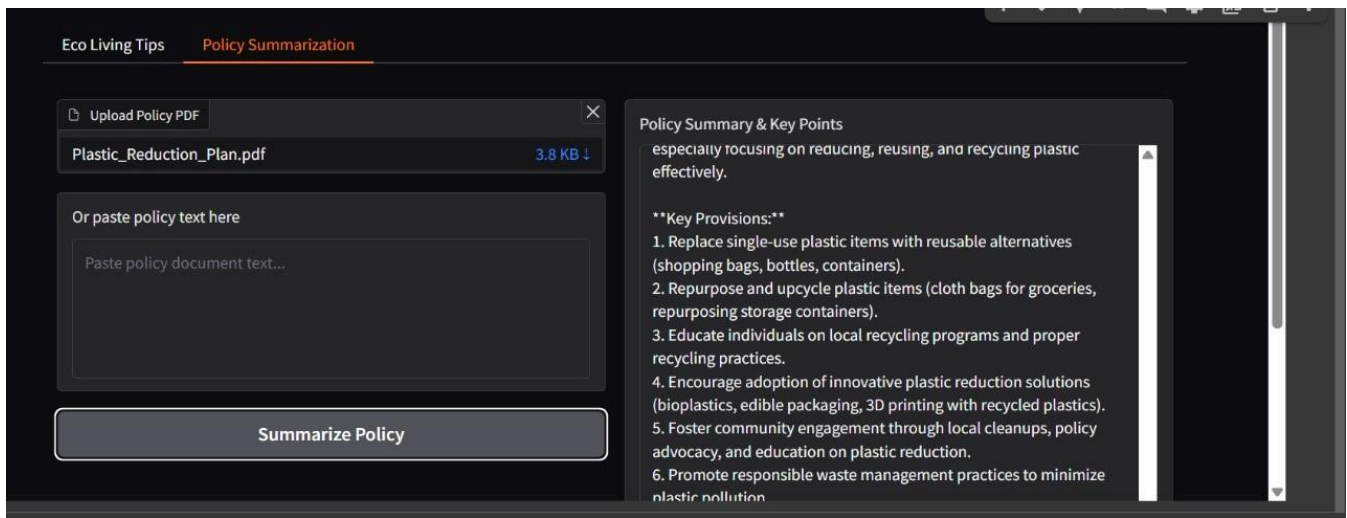 Eco Living Tips
Policy Summarization
Upload Policy PDF
Plastic_Reduction_Plan.pdf
3.8 KB ↓
Or paste policy text here
Paste policy document text...
Summarize Policy
Policy Summary & Key Points
especially focusing on reducing, reusing, and recycling plastic
effectively.
**Key Provisions:**
1. Replace single-use plastic items with reusable alternatives
(shopping bags, bottles, containers).
2. Repurpose and upcycle plastic items (cloth bags for groceries,
repurposing storage containers).
3. Educate individuals on local recycling programs and proper
recycling practices.
4. Encourage adoption of innovative plastic reduction solutions
(bioplastics, edible packaging, 3D printing with recycled plastics).
5. Foster community engagement through local cleanups, policy
advocacy, and education on plastic reduction.
6. Promote responsible waste management practices to minimize
plastic pollution